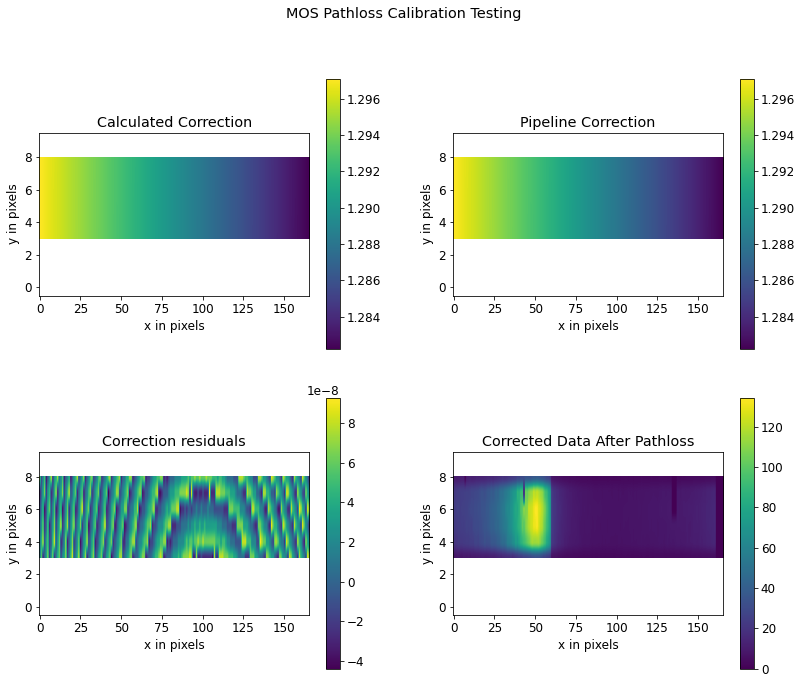 MOS Pathloss Calibration Testing
Calculated Correction
y in pixels
8
6
4
2
0
0 25 50 75 100 125 150
x in pixels
1.296
1.294
1.292
1.290
1.288
1.286
1.284
Pipeline Correction
y in pixels
8
6
4
2
0
0 25 50 75 100 125 150
x in pixels
1.296
1.294
1.292
1.290
1.288
1.286
1.284
Correction residuals
y in pixels
8
6
4
2
0
0 25 50 75 100 125 150
x in pixels
1e−8
8
6
4
2
0
−2
−4
Corrected Data After Pathloss
y in pixels
8
6
4
2
0
0 25 50 75 100 125 150
x in pixels
120
100
80
60
40
20
0